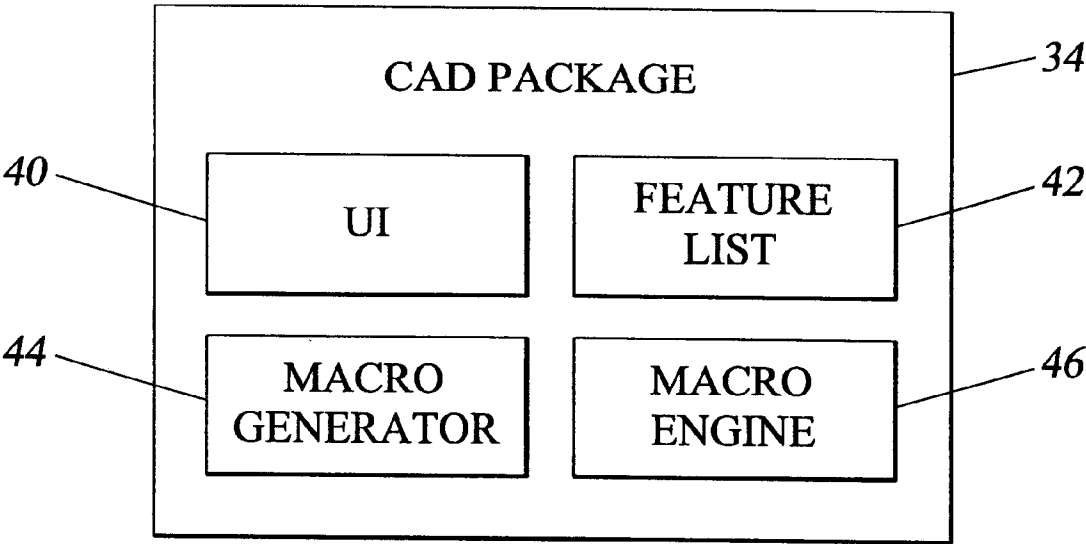 CAD PACKAGE
34
40
UI
FEATURE
LIST
42
44
MACRO
GENERATOR
MACRO
ENGINE
46